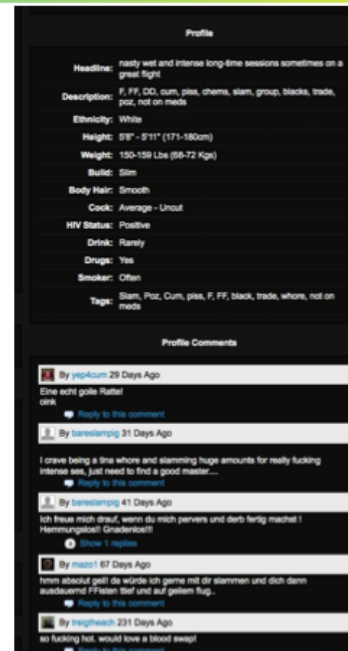 Profile
Headline: nasty wet and intense long-time sessions sometimes on a
great flight
Description: F, FF, DD, cum, piss, chems, slam, group, blacks, trade,
poz, not on meds
Ethnicity: White
Height: 5'8" - 5'11" (171-180cm)
Weight: 150-159 Lbs (68-72 Kgs)
Build: Slim
Body Hair: Smooth
Cock: Average - Uncut
HIV Status: Positive
Drink: Rarely
Drugs: Yes
Smoker: Often
Tags: Slam, Poz, Cum, piss, F, FF, black, trade, whore, not on
meds
Profile Comments
By yep4cum 29 Days Ago
Eine echt goile Ratte!
oink
Reply to this comment
By bareslampig 31 Days Ago
I crave being a tina whore and slamming huge amounts for really fucking
intense ses, just need to find a good master....
Reply to this comment
By bareslampig 41 Days Ago
Ich freue mich drauf, wenn du mich pervers und derb fertig machst !
Hemmungslos!! Gnadenlos!!!
Show 1 replies
By mazo1 67 Days Ago
hmm absolut geil! da würde ich gerne mit dir slammen und dich dann
ausdauernd FFisten ttief und auf geilem flug..
Reply to this comment
By treigtheach 231 Days Ago
so fucking hot. would love a blood swap!
Reply to this comment